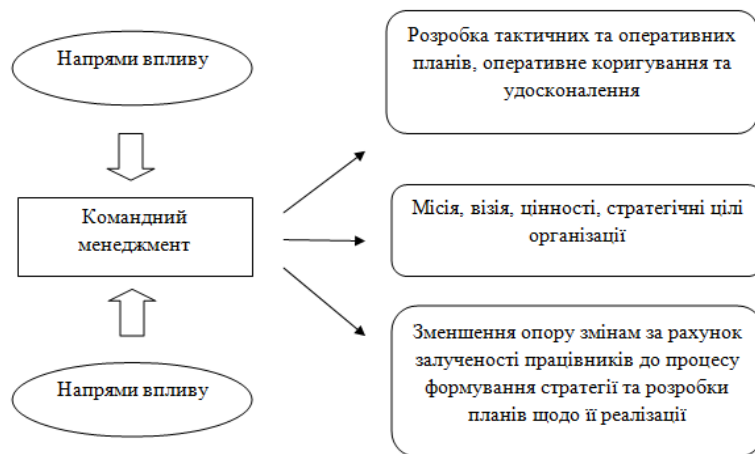 Напрями впливу
Командний
менеджмент
Напрями впливу
Розробка тактичних та оперативних
планів, оперативне коригування та
удосконалення
Місія, візія, цінності, стратегічні цілі
організації
Зменшення опору змінам за рахунок
залученості працівників до процесу
формування стратегії та розробки
планів щодо її реалізації